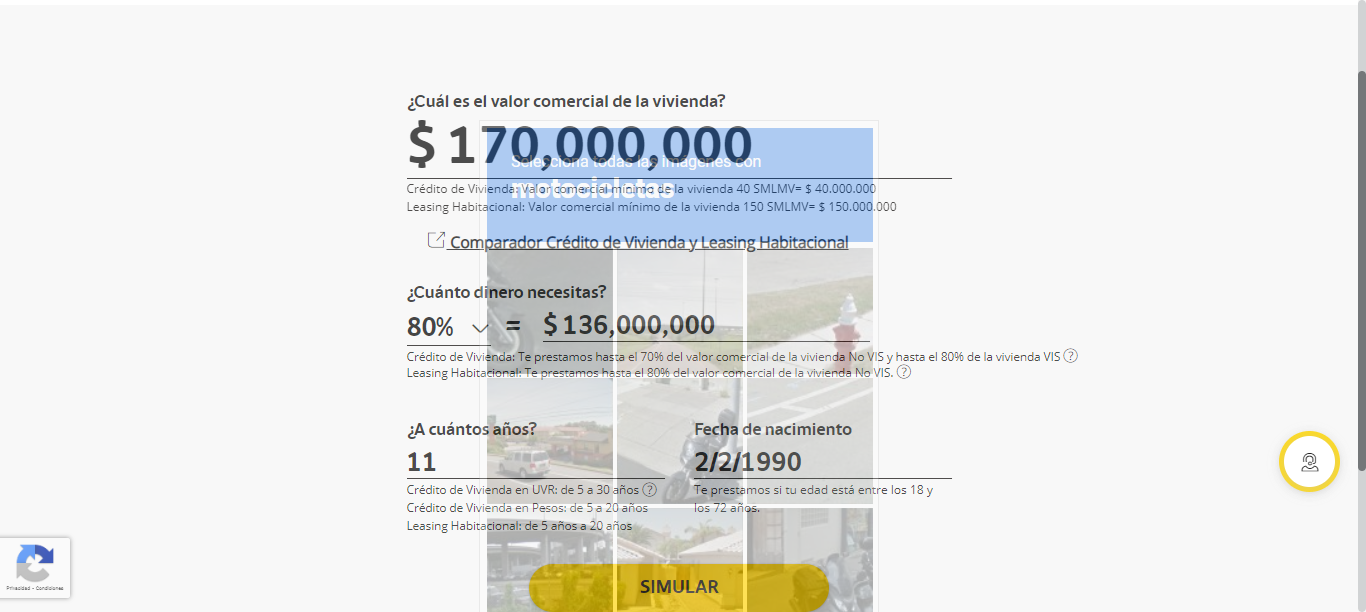 ¿Cuál es el valor comercial de la vivienda?
$ 170,000,000
Selecciona todas las imágenes con
motocicletas
Crédito de Vivienda: Valor comercial mínimo de la vivienda 40 SMLMV= $ 40.000.000
Leasing Habitacional: Valor comercial mínimo de la vivienda 150 SMLMV= $ 150.000.000
Comparador Crédito de Vivienda y Leasing Habitacional
¿Cuánto dinero necesitas?
80% = $ 136,000,000
Crédito de Vivienda: Te prestamos hasta el 70% del valor comercial de la vivienda No VIS y hasta el 80% de la vivienda VIS ?
Leasing Habitacional: Te prestamos hasta el 80% del valor comercial de la vivienda No VIS. ?
¿A cuántos años?
11
Crédito de Vivienda en UVR: de 5 a 30 años ?
Crédito de Vivienda en Pesos: de 5 a 20 años
Leasing Habitacional: de 5 años a 20 años
Fecha de nacimiento
2/2/1990
Te prestamos si tu edad está entre los 18 y
los 72 años.
SIMULAR
Privacidad - Condiciones